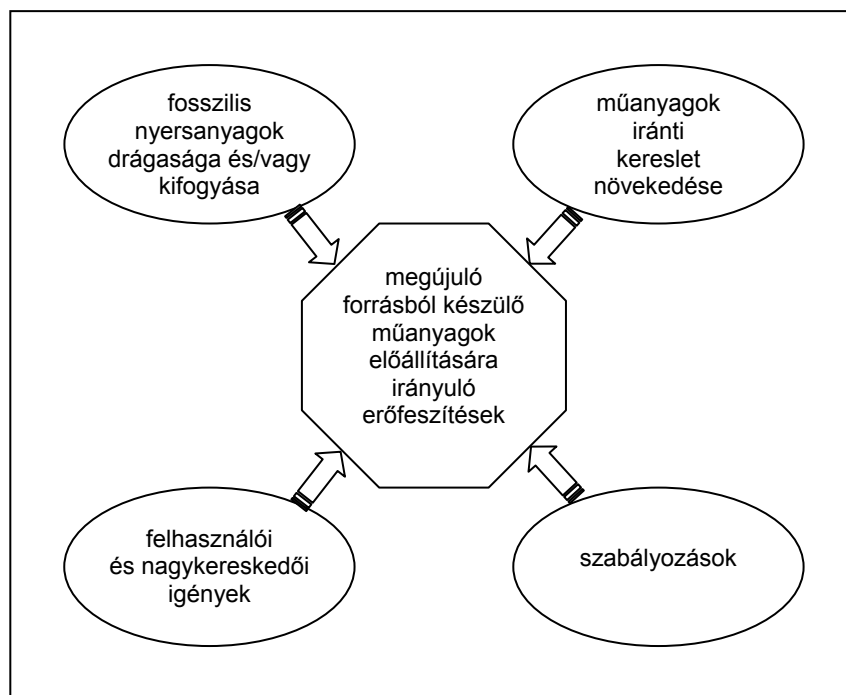 fosszilis
nyersanyagok
drágasága és/vagy
kifogyása
műanyagok
iránti
kereslet
növekedése
megújuló
forrásból készülő
műanyagok
előállítására
irányuló
erőfeszítések
felhasználói
és nagykereskedői
igények
szabályozások